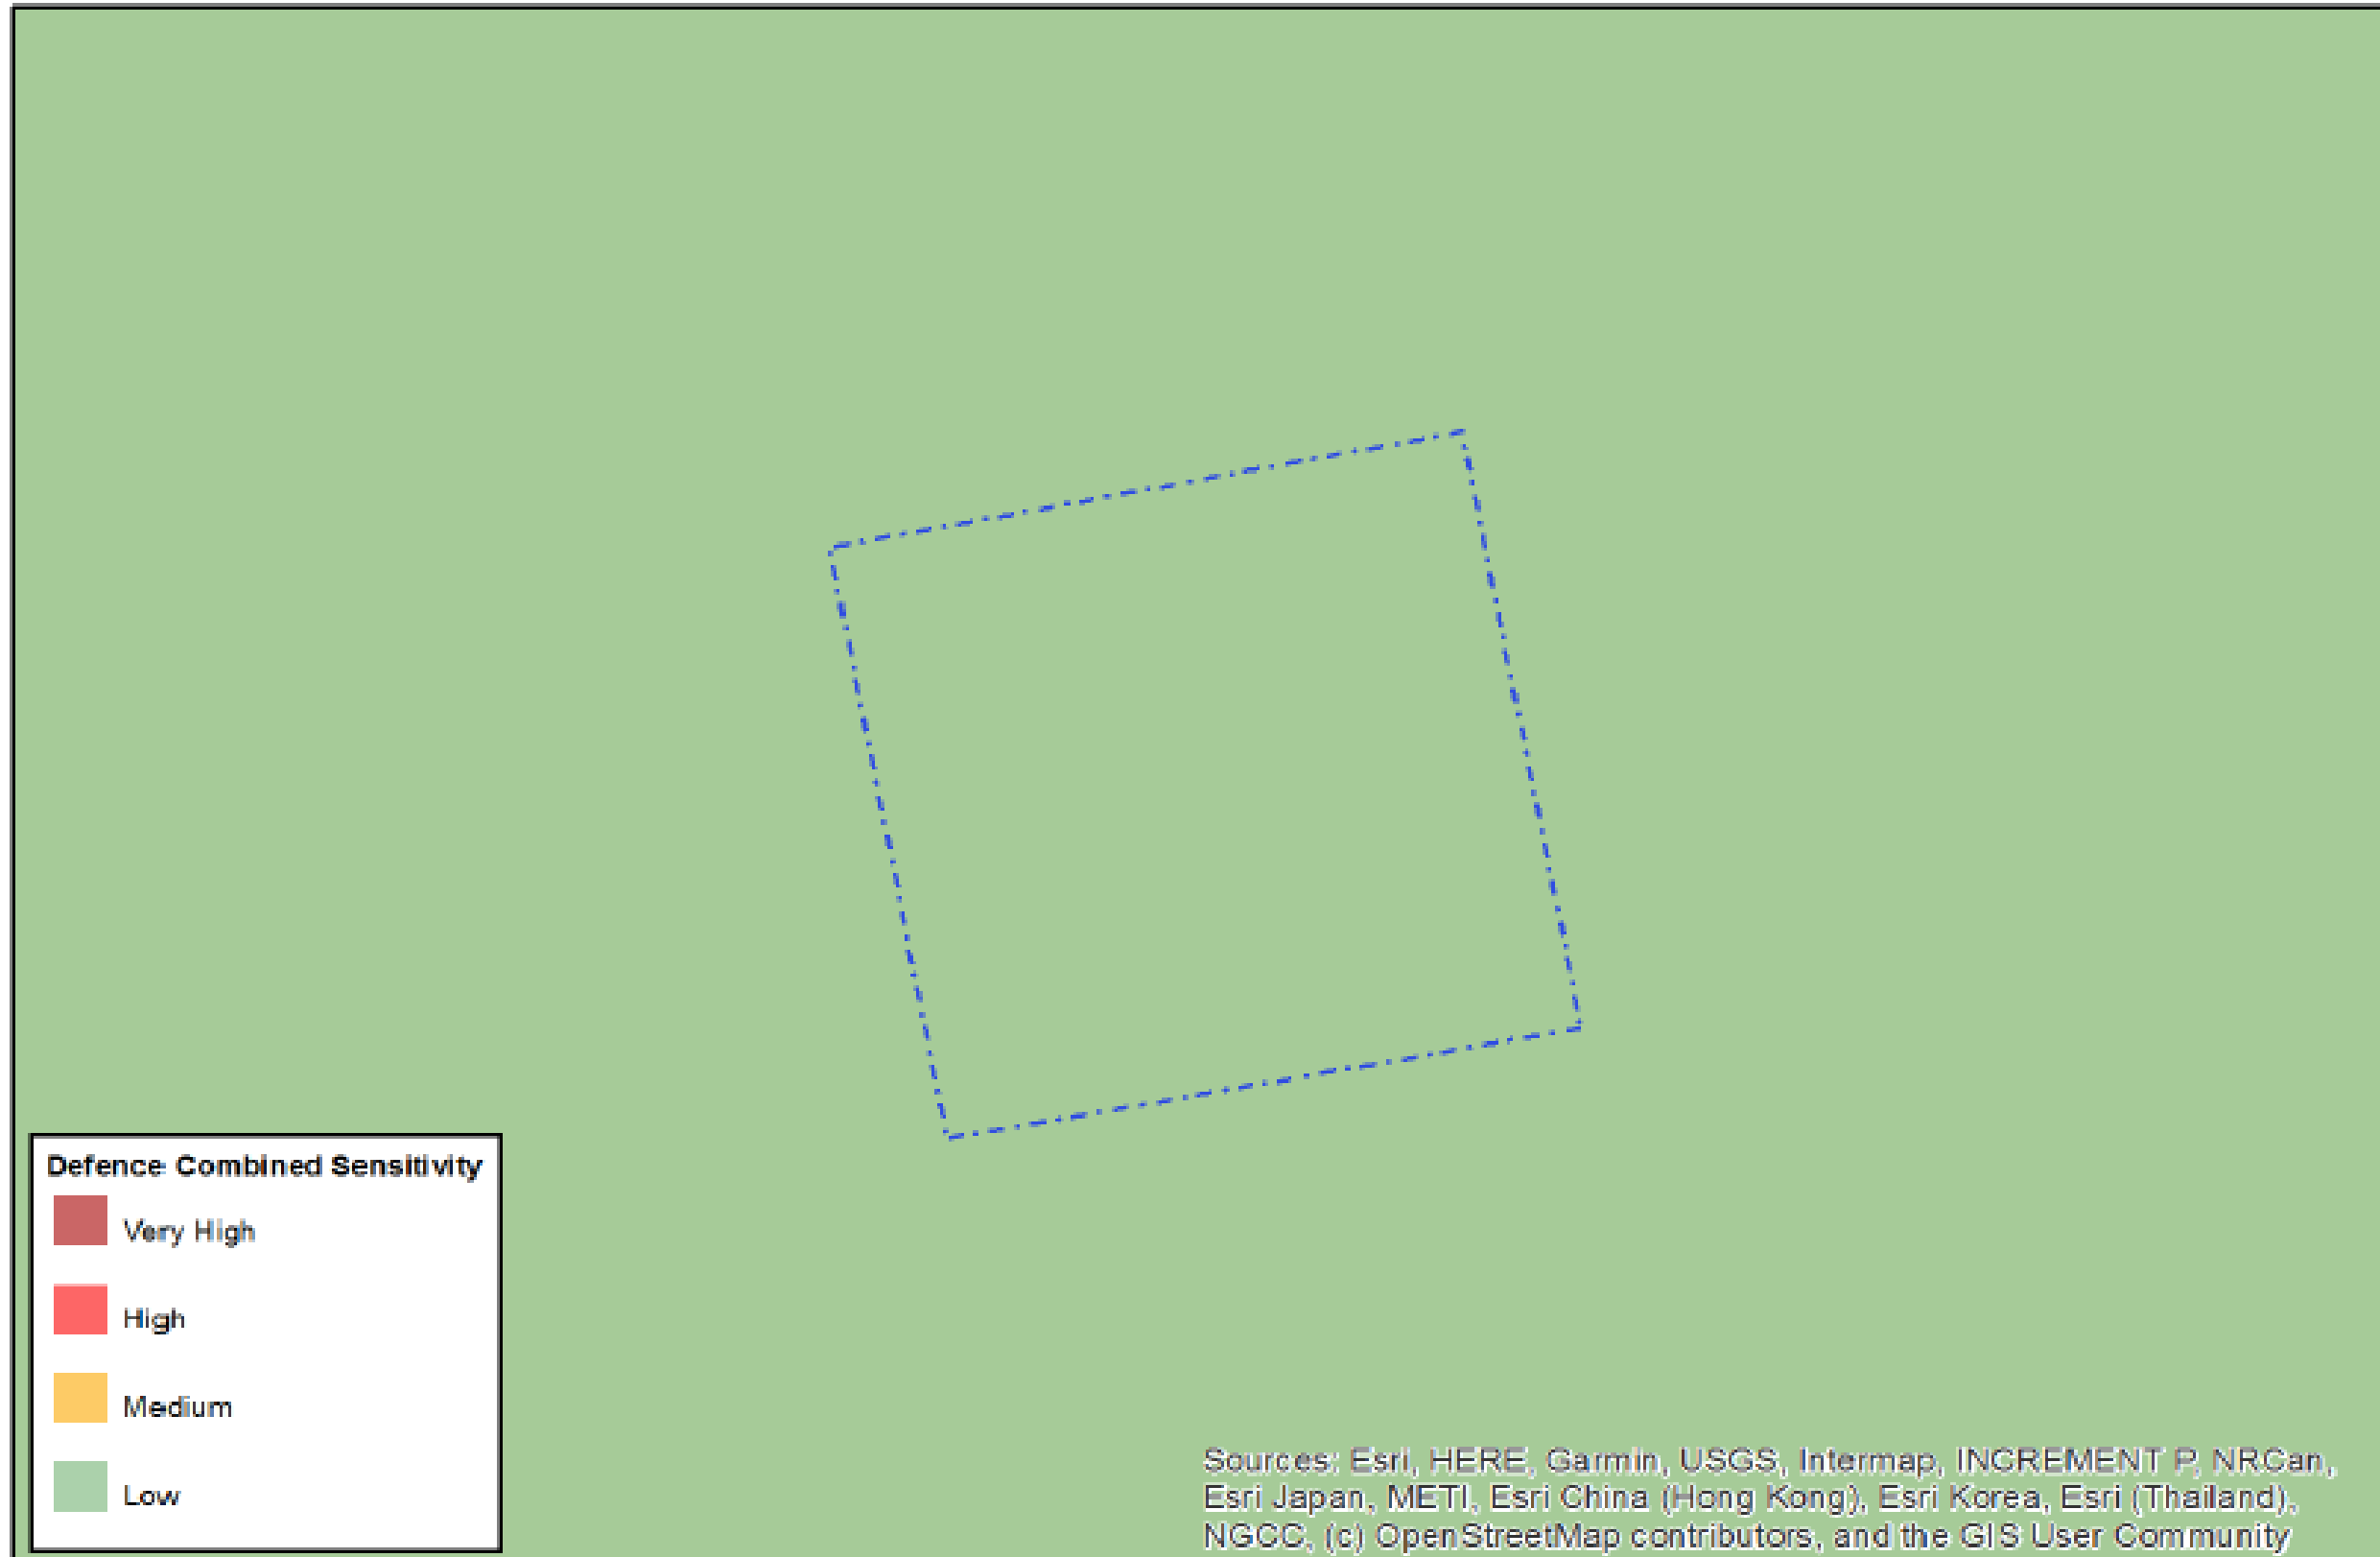 Defence Combined Sensitivity
Very High
High
Medium
Low
Sources: Esri, HERE, Garmin, USGS, Intermap, INCREMENT P, NRCan,
Esri Japan, METI, Esri China (Hong Kong), Esri Korea, Esri (Thailand),
NGCC, (c) OpenStreetMap contributors, and the GIS User Community